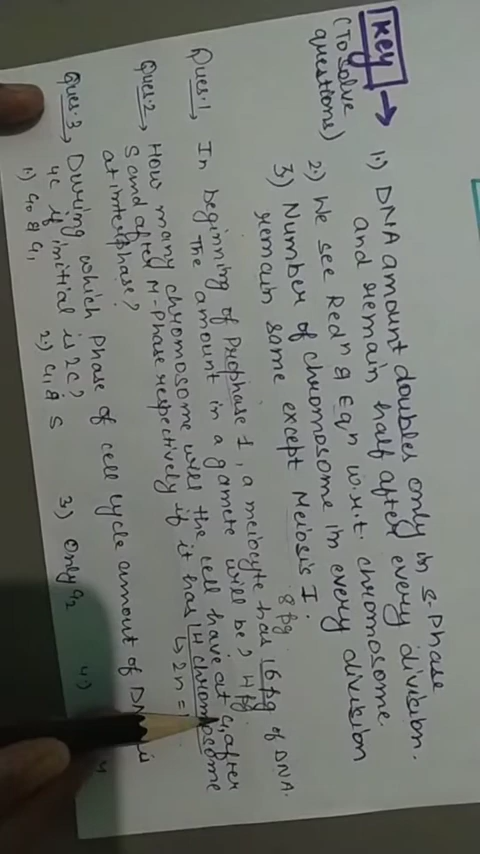 Key →
(To solve
questions)
1.) DNA amount doubles only in S-Phase
and remain half after every division.
2.) We see Redⁿ & Eqⁿ w.r.t. chromosome
3) Number of chromosome in every division
remain same except Meiosis I.
8 pg
Ques.1, In beginning of Prophase 1, a meiocyte has 16 pg of DNA.
The amount in a gamete will be? 4 pg.
Ques.2, How many chromosome will the cell have at G1, after
S and after M-Phase respectively if it has 14 chromosome
at interphase? ↳ 2n =
Ques.3, During which Phase of cell cycle amount of
4C if initial is 2C?
1.) G0 & G1 2.) G1 & S 3) Only G2 4.)